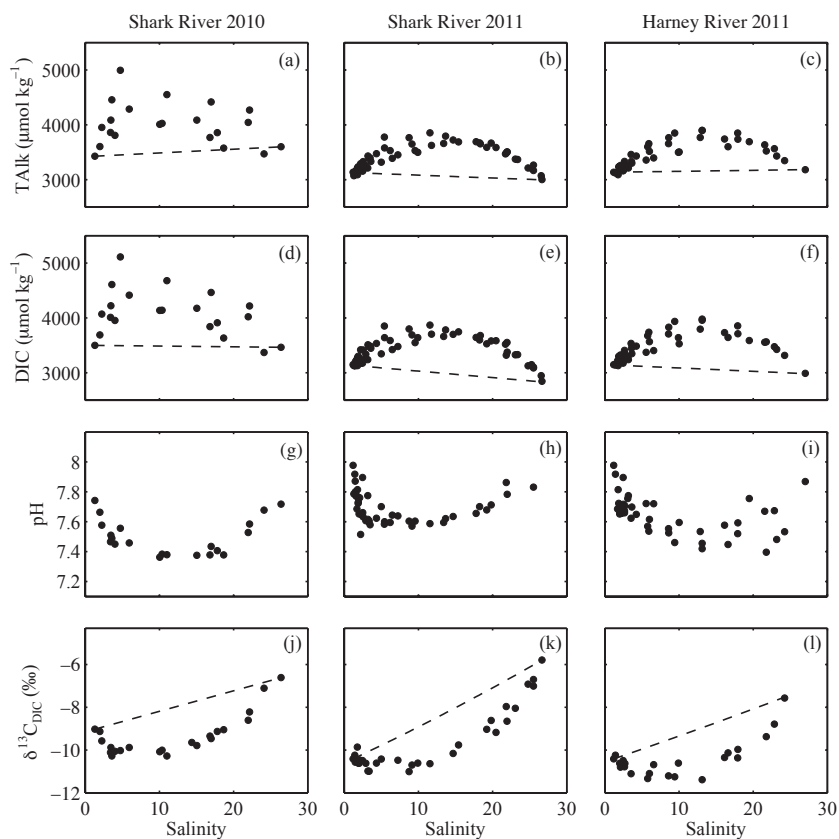 Shark River 2010 Shark River 2011 Harney River 2011
(a) (b) (c)
TAlk (μmol kg⁻¹)
5000
4000
3000
(d) (e) (f)
DIC (μmol kg⁻¹)
5000
4000
3000
(g) (h) (i)
pH
8
7.8
7.6
7.4
7.2
(j) (k) (l)
δ ¹³C_DIC (‰)
−6
−8
−10
−12
0 10 20 30 0 10 20 30 0 10 20 30
Salinity Salinity Salinity